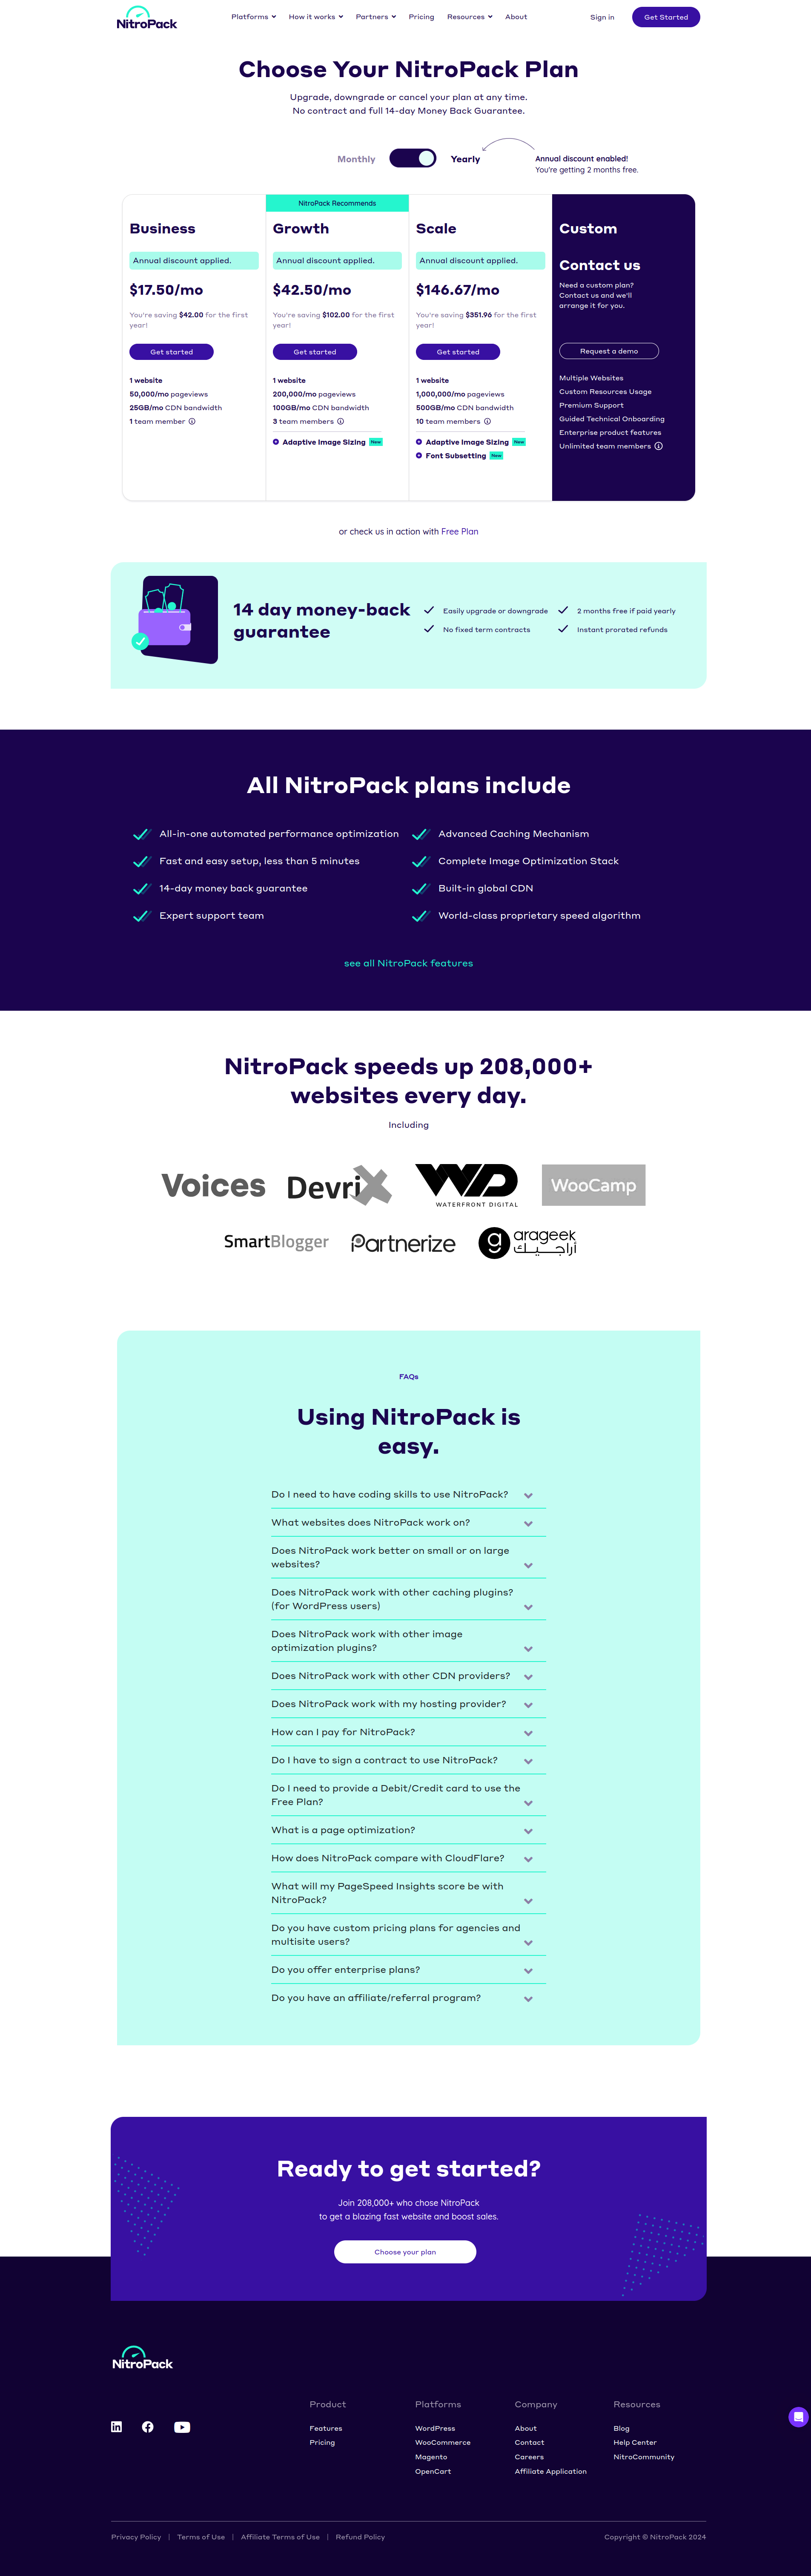 NitroPack
Platforms
How it works
Partners
Pricing
Resources
About
Sign in
Get Started
Choose Your NitroPack Plan
Upgrade, downgrade or cancel your plan at any time.
No contract and full 14-day Money Back Guarantee.
Monthly
Yearly
Annual discount enabled!
You're getting 2 months free.
Business
Annual discount applied.
$17.50/mo
You're saving $42.00 for the first
year!
Get started
1 website
50,000/mo pageviews
25GB/mo CDN bandwidth
1 team member
NitroPack Recommends
Growth
Annual discount applied.
$42.50/mo
You're saving $102.00 for the first
year!
Get started
1 website
200,000/mo pageviews
100GB/mo CDN bandwidth
3 team members
Adaptive Image Sizing New
Scale
Annual discount applied.
$146.67/mo
You're saving $351.96 for the first
year!
Get started
1 website
1,000,000/mo pageviews
500GB/mo CDN bandwidth
10 team members
Adaptive Image Sizing New
Font Subsetting New
Custom
Contact us
Need a custom plan?
Contact us and we'll
arrange it for you.
Request a demo
Multiple Websites
Custom Resources Usage
Premium Support
Guided Technical Onboarding
Enterprise product features
Unlimited team members
or check us in action with Free Plan
14 day money-back
guarantee
Easily upgrade or downgrade
2 months free if paid yearly
No fixed term contracts
Instant prorated refunds
All NitroPack plans include
All-in-one automated performance optimization
Advanced Caching Mechanism
Fast and easy setup, less than 5 minutes
Complete Image Optimization Stack
14-day money back guarantee
Built-in global CDN
Expert support team
World-class proprietary speed algorithm
see all NitroPack features
NitroPack speeds up 208,000+
websites every day.
Including
Voices
DevriX
WD
WATERFRONT DIGITAL
WooCamp
SmartBlogger
Partnerize
arageek
أراجيك
FAQs
Using NitroPack is
easy.
Do I need to have coding skills to use NitroPack?
What websites does NitroPack work on?
Does NitroPack work better on small or on large
websites?
Does NitroPack work with other caching plugins?
(for WordPress users)
Does NitroPack work with other image
optimization plugins?
Does NitroPack work with other CDN providers?
Does NitroPack work with my hosting provider?
How can I pay for NitroPack?
Do I have to sign a contract to use NitroPack?
Do I need to provide a Debit/Credit card to use the
Free Plan?
What is a page optimization?
How does NitroPack compare with CloudFlare?
What will my PageSpeed Insights score be with
NitroPack?
Do you have custom pricing plans for agencies and
multisite users?
Do you offer enterprise plans?
Do you have an affiliate/referral program?
Ready to get started?
Join 208,000+ who chose NitroPack
to get a blazing fast website and boost sales.
Choose your plan
NitroPack
Product
Features
Pricing
Platforms
WordPress
WooCommerce
Magento
OpenCart
Company
About
Contact
Careers
Affiliate Application
Resources
Blog
Help Center
NitroCommunity
Privacy Policy | Terms of Use | Affiliate Terms of Use | Refund Policy
Copyright © NitroPack 2024